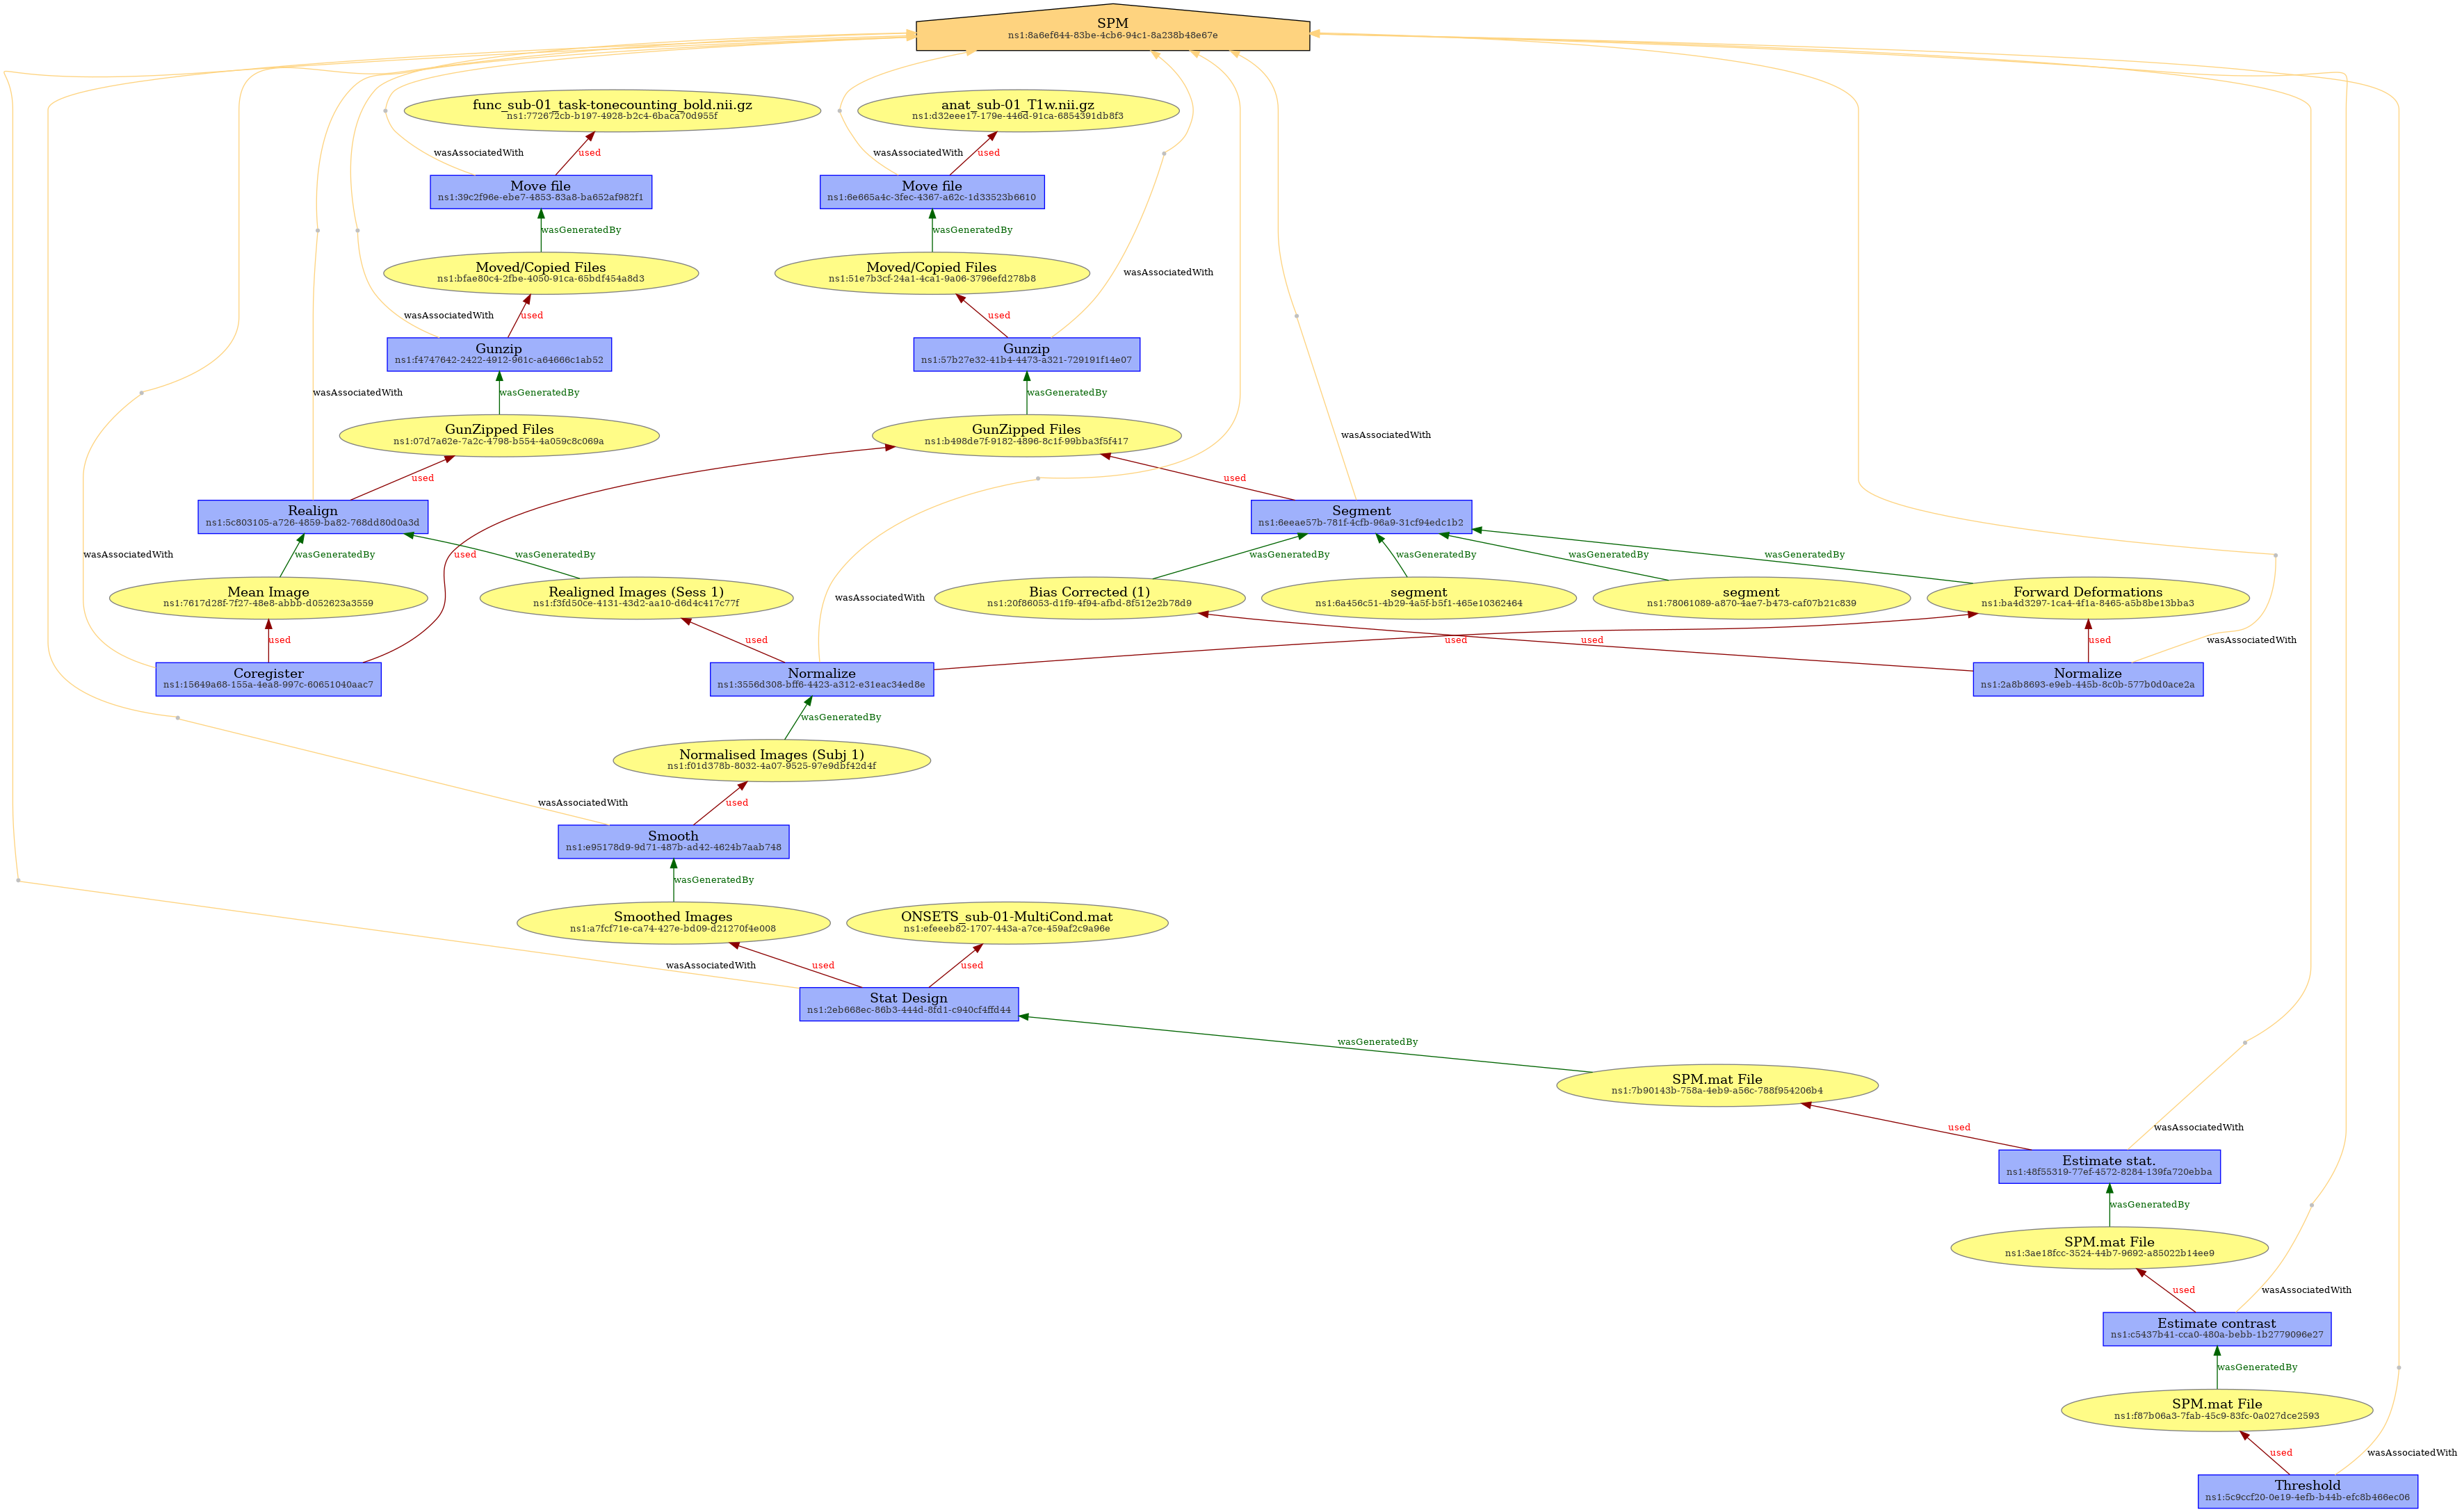 SPM
ns1:8a6ef644-83be-4cb6-94c1-8a238b48e67e
func_sub-01_task-tonecounting_bold.nii.gz
ns1:772672cb-b197-4928-b2c4-6baca70d955f
anat_sub-01_T1w.nii.gz
ns1:d32eee17-179e-446d-91ca-6854391db8f3
wasAssociatedWith
used
wasAssociatedWith
used
Move file
ns1:39c2f96e-ebe7-4853-83a8-ba652af982f1
Move file
ns1:6e665a4c-3fec-4367-a62c-1d33523b6610
wasGeneratedBy
wasGeneratedBy
Moved/Copied Files
ns1:bfae80c4-2fbe-4050-91ca-65bdf454a8d3
Moved/Copied Files
ns1:51e7b3cf-24a1-4ca1-9a06-3796efd278b8
wasAssociatedWith
wasAssociatedWith
used
used
Gunzip
ns1:f4747642-2422-4912-961c-a64666c1ab52
Gunzip
ns1:57b27e32-41b4-4473-a321-729191f14e07
wasAssociatedWith
wasGeneratedBy
wasGeneratedBy
GunZipped Files
ns1:07d7a62e-7a2c-4798-b554-4a059c8c069a
GunZipped Files
ns1:b498de7f-9182-4896-8c1f-99bba3f5f417
wasAssociatedWith
used
used
Realign
ns1:5c803105-a726-4859-ba82-768dd80d0a3d
Segment
ns1:6eeae57b-781f-4cfb-96a9-31cf94edc1b2
wasAssociatedWith
wasGeneratedBy
used
wasGeneratedBy
wasGeneratedBy
wasGeneratedBy
wasGeneratedBy
wasGeneratedBy
Mean Image
ns1:7617d28f-7f27-48e8-abbb-d052623a3559
Realigned Images (Sess 1)
ns1:f3fd50ce-4131-43d2-aa10-d6d4c417c77f
wasAssociatedWith
Bias Corrected (1)
ns1:20f86053-d1f9-4f94-afbd-8f512e2b78d9
segment
ns1:6a456c51-4b29-4a5f-b5f1-465e10362464
segment
ns1:78061089-a870-4ae7-b473-caf07b21c839
Forward Deformations
ns1:ba4d3297-1ca4-4f1a-8465-a5b8be13bba3
used
used
used
used
used
wasAssociatedWith
Coregister
ns1:15649a68-155a-4ea8-997c-60651040aac7
Normalize
ns1:3556d308-bff6-4423-a312-e31eac34ed8e
Normalize
ns1:2a8b8693-e9eb-445b-8c0b-577b0d0ace2a
wasGeneratedBy
Normalised Images (Subj 1)
ns1:f01d378b-8032-4a07-9525-97e9dbf42d4f
wasAssociatedWith
used
Smooth
ns1:e95178d9-9d71-487b-ad42-4624b7aab748
wasGeneratedBy
Smoothed Images
ns1:a7fcf71e-ca74-427e-bd09-d21270f4e008
ONSETS_sub-01-MultiCond.mat
ns1:efeeeb82-1707-443a-a7ce-459af2c9a96e
wasAssociatedWith
used
used
Stat Design
ns1:2eb668ec-86b3-444d-8fd1-c940cf4ffd44
wasGeneratedBy
SPM.mat File
ns1:7b90143b-758a-4eb9-a56c-788f954206b4
used
wasAssociatedWith
Estimate stat.
ns1:48f55319-77ef-4572-8284-139fa720ebba
wasGeneratedBy
SPM.mat File
ns1:3ae18fcc-3524-44b7-9692-a85022b14ee9
used
wasAssociatedWith
Estimate contrast
ns1:c5437b41-cca0-480a-bebb-1b2779096e27
wasGeneratedBy
SPM.mat File
ns1:f87b06a3-7fab-45c9-83fc-0a027dce2593
used
wasAssociatedWith
Threshold
ns1:5c9ccf20-0e19-4efb-b44b-efc8b466ec06